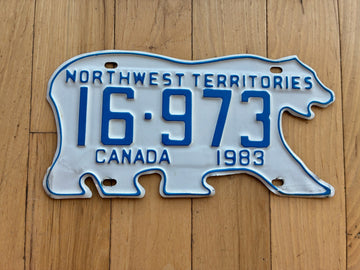 NORTHWEST TERRITORIES
16·973
CANADA 1983